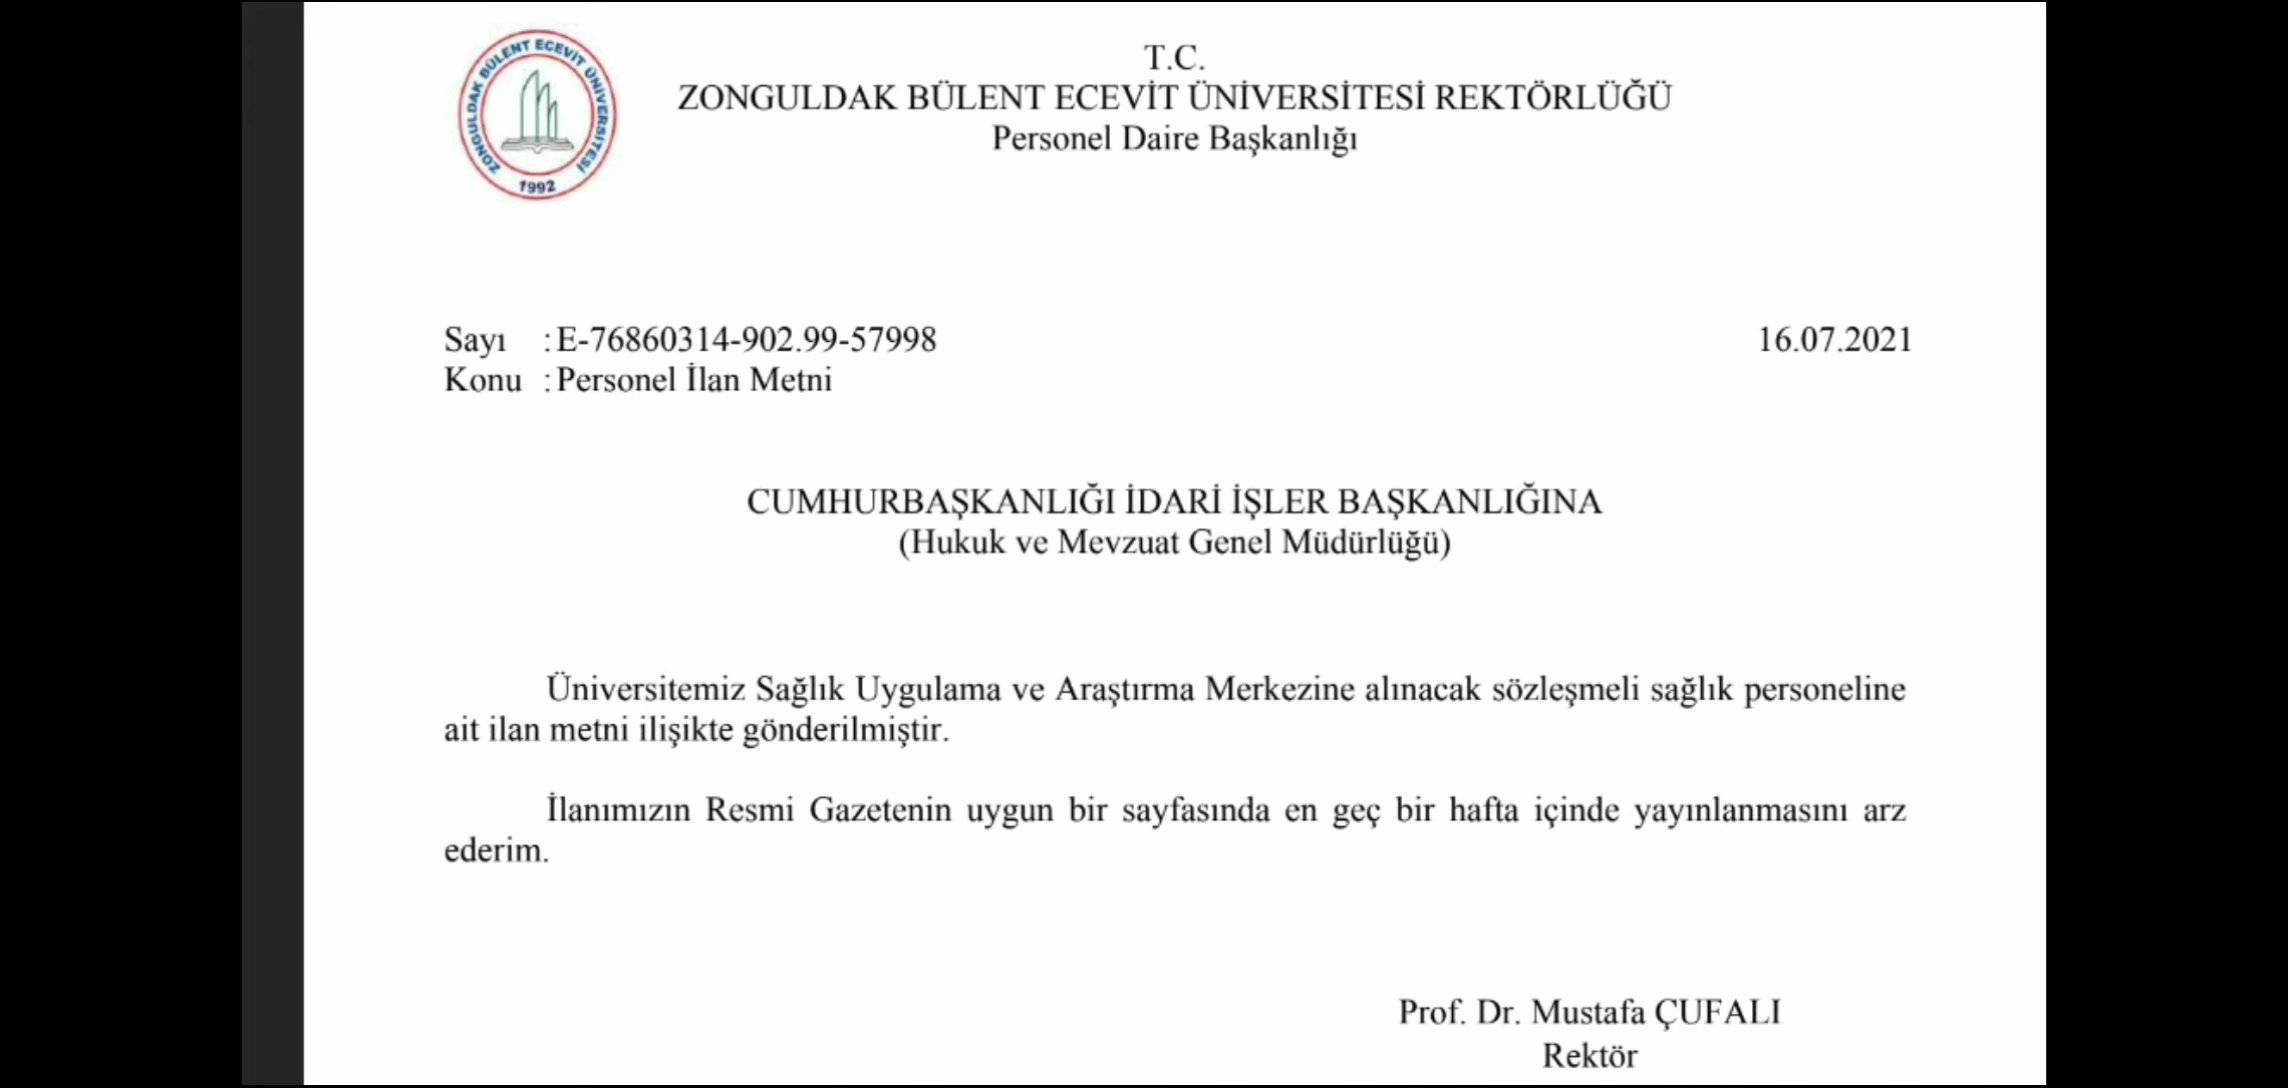 ZONGULDAK BÜLENT ECEVİT ÜNİVERSİTESİ
1992
T.C.
ZONGULDAK BÜLENT ECEVİT ÜNİVERSİTESİ REKTÖRLÜĞÜ
Personel Daire Başkanlığı
Sayı : E-76860314-902.99-57998 16.07.2021
Konu : Personel İlan Metni
CUMHURBAŞKANLIĞI İDARİ İŞLER BAŞKANLIĞINA
(Hukuk ve Mevzuat Genel Müdürlüğü)
Üniversitemiz Sağlık Uygulama ve Araştırma Merkezine alınacak sözleşmeli sağlık personeline
ait ilan metni ilişikte gönderilmiştir.
İlanımızın Resmi Gazetenin uygun bir sayfasında en geç bir hafta içinde yayınlanmasını arz
ederim.
Prof. Dr. Mustafa ÇUFALI
Rektör